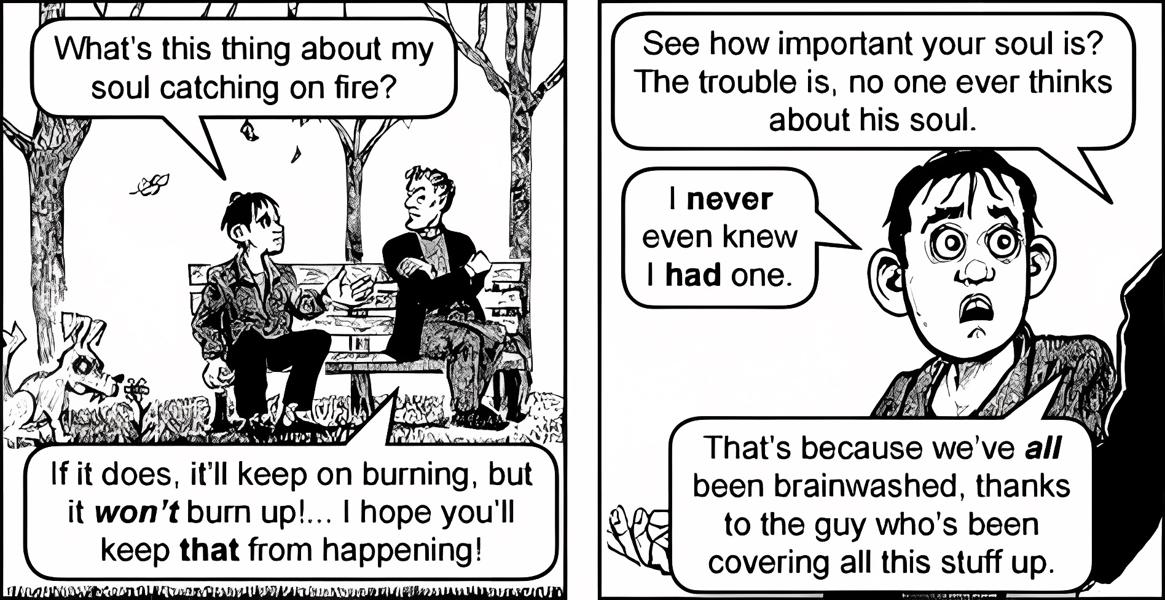 What's this thing about my
soul catching on fire?
If it does, it'll keep on burning, but
it won't burn up!... I hope you'll
keep that from happening!
See how important your soul is?
The trouble is, no one ever thinks
about his soul.
I never
even knew
I had one.
That's because we've all
been brainwashed, thanks
to the guy who's been
covering all this stuff up.